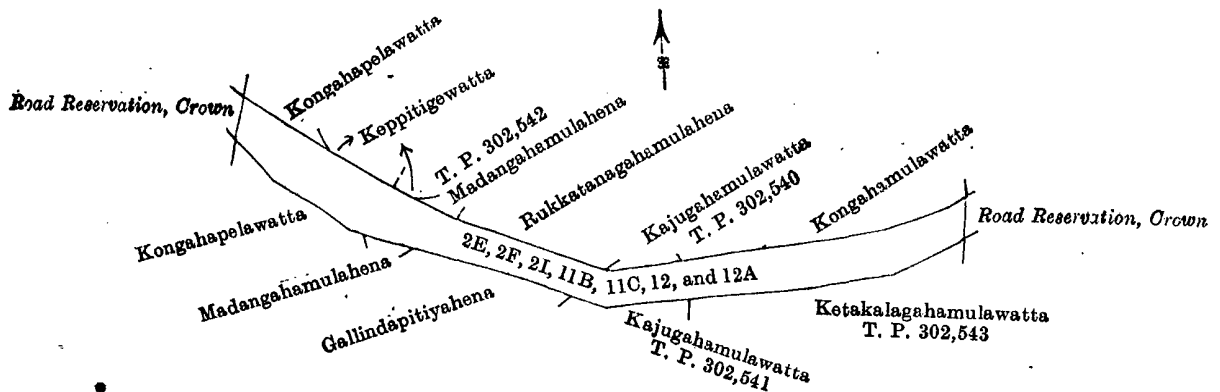 Road Reservation, Crown
Kongahapelawatta
Keppitigewatta
T. P. 302,542
Madangahamulahena
Rukkatanagahamulahena
Kajugahamulawatta
T. P. 302,540
Kongahamulawatta
Road Reservation, Crown
2E, 2F, 2I, 11B, 11C, 12, and 12A
Kongahapelawatta
Madangahamulahena
Gallindapitiyahena
Kajugahamulawatta
T. P. 302,541
Ketakalagahamulawatta
T. P. 302,543